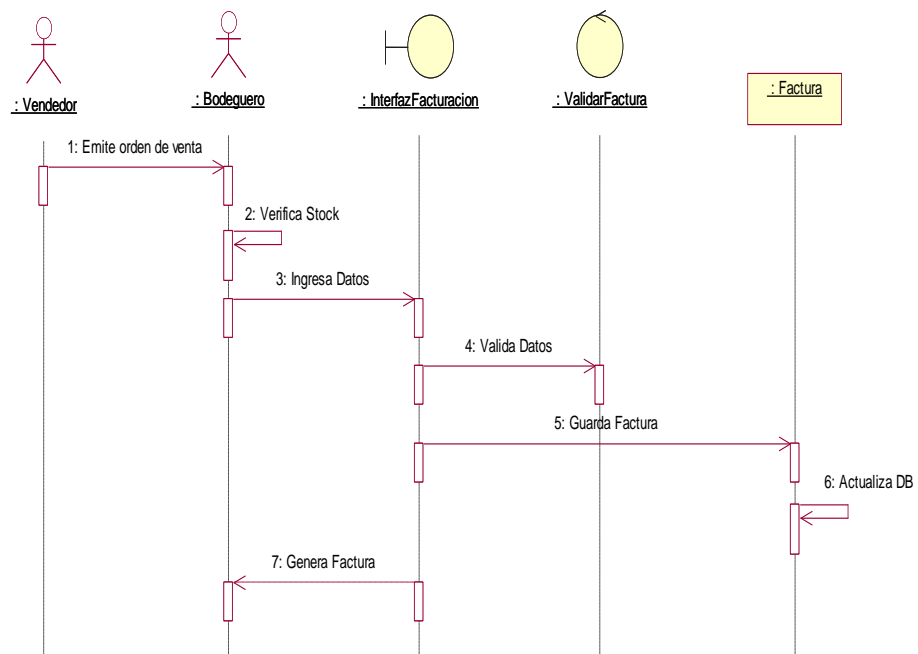 : Vendedor
: Bodeguero
: InterfazFacturacion
: ValidarFactura
: Factura
1: Emite orden de venta
2: Verifica Stock
3: Ingresa Datos
4: Valida Datos
5: Guarda Factura
6: Actualiza DB
7: Genera Factura